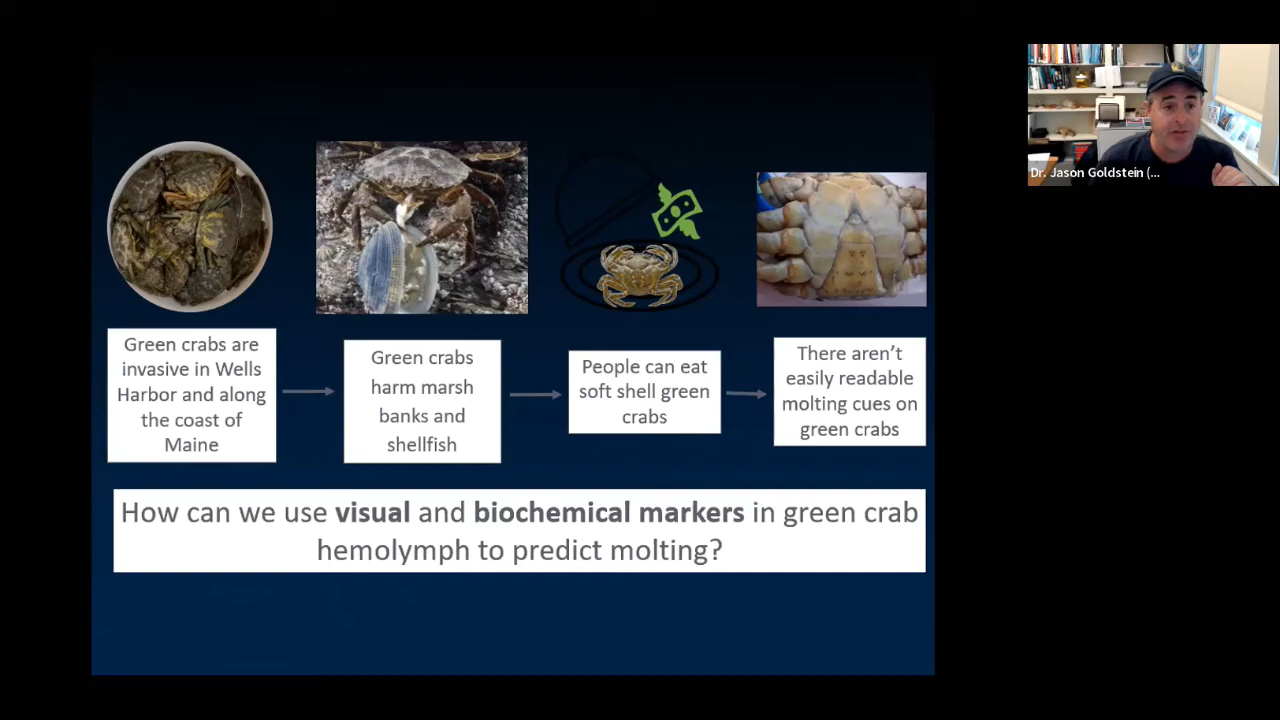 Dr. Jason Goldstein (...
Green crabs are
invasive in Wells
Harbor and along
the coast of
Maine
Green crabs
harm marsh
banks and
shellfish
People can eat
soft shell green
crabs
There aren't
easily readable
molting cues on
green crabs
How can we use visual and biochemical markers in green crab
hemolymph to predict molting?